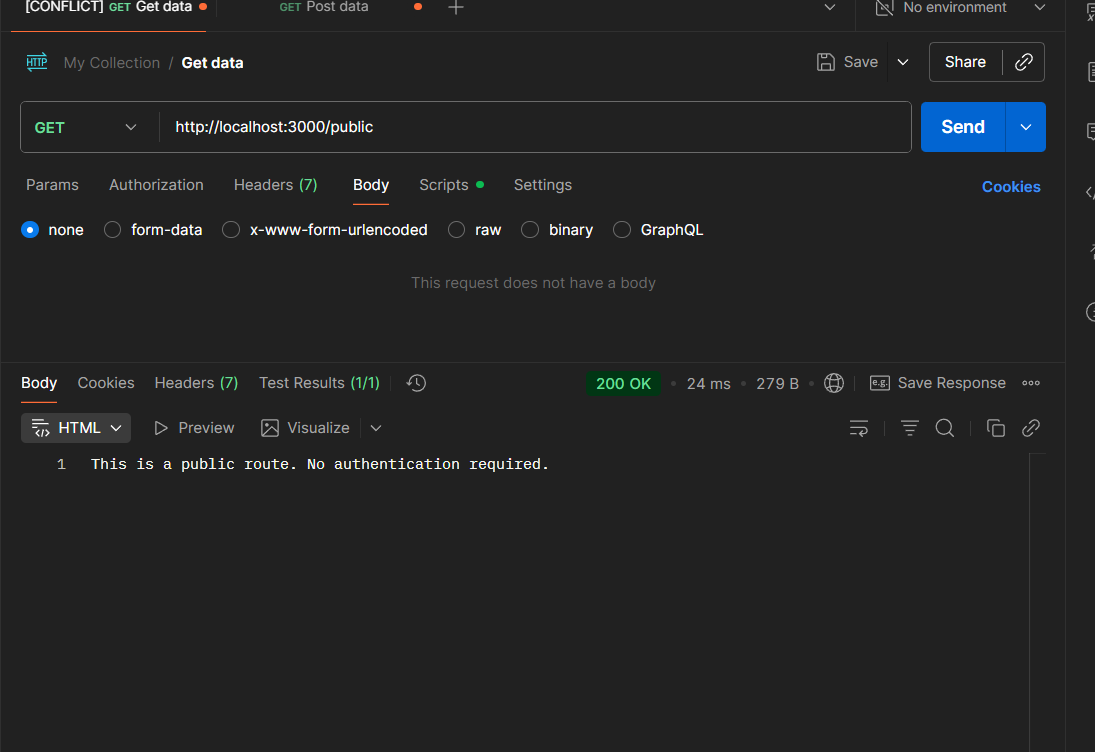 [CONFLICT] GET Get data GET Post data No environment
HTTP My Collection / Get data Save Share
GET http://localhost:3000/public Send
Params Authorization Headers (7) Body Scripts Settings Cookies
none form-data x-www-form-urlencoded raw binary GraphQL
This request does not have a body
Body Cookies Headers (7) Test Results (1/1) 200 OK • 24 ms • 279 B • e.g. Save Response
HTML Preview Visualize
1 This is a public route. No authentication required.